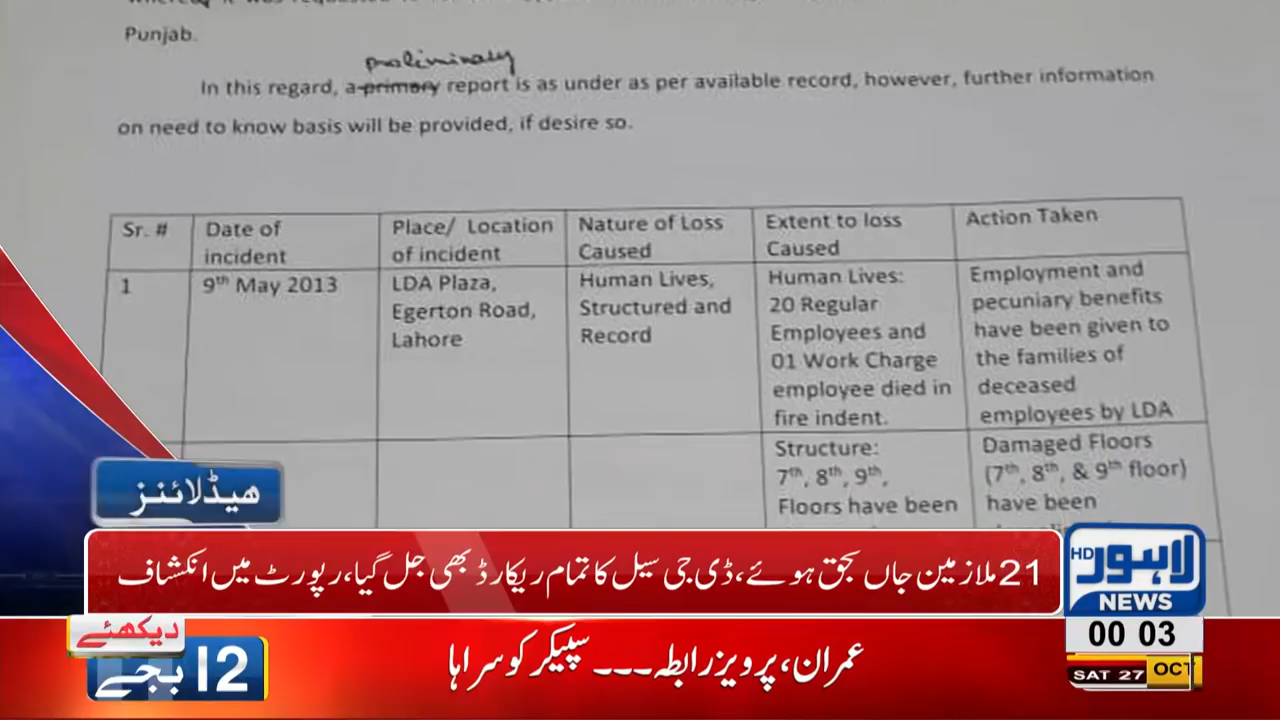 Punjab.
preliminary
In this regard, a primary report is as under as per available record, however, further information
on need to know basis will be provided, if desire so.
Sr. #
Date of
incident
Place/ Location
of incident
Nature of Loss
Caused
Extent to loss
Caused
Action Taken
1
9th May 2013
LDA Plaza,
Egerton Road,
Lahore
Human Lives,
Structured and
Record
Human Lives:
20 Regular
Employees and
01 Work Charge
employee died in
fire indent.
Employment and
pecuniary benefits
have been given to
the families of
deceased
employees by LDA
Structure:
7th, 8th, 9th,
Floors have been
Damaged Floors
(7th, 8th, & 9th floor)
have been
ھیڈلائنز
21 ملازمین جاں بحق ہوئے، ڈی جی سیل کا تمام ریکارڈ بھی جل گیا، رپورٹ میں انکشاف
HD
لاہور
NEWS
دیکھئے
12 بجے
عمران، پرویز رابطہ۔۔۔ سپیکر کو سراہا
00 03
SAT 27
OCT